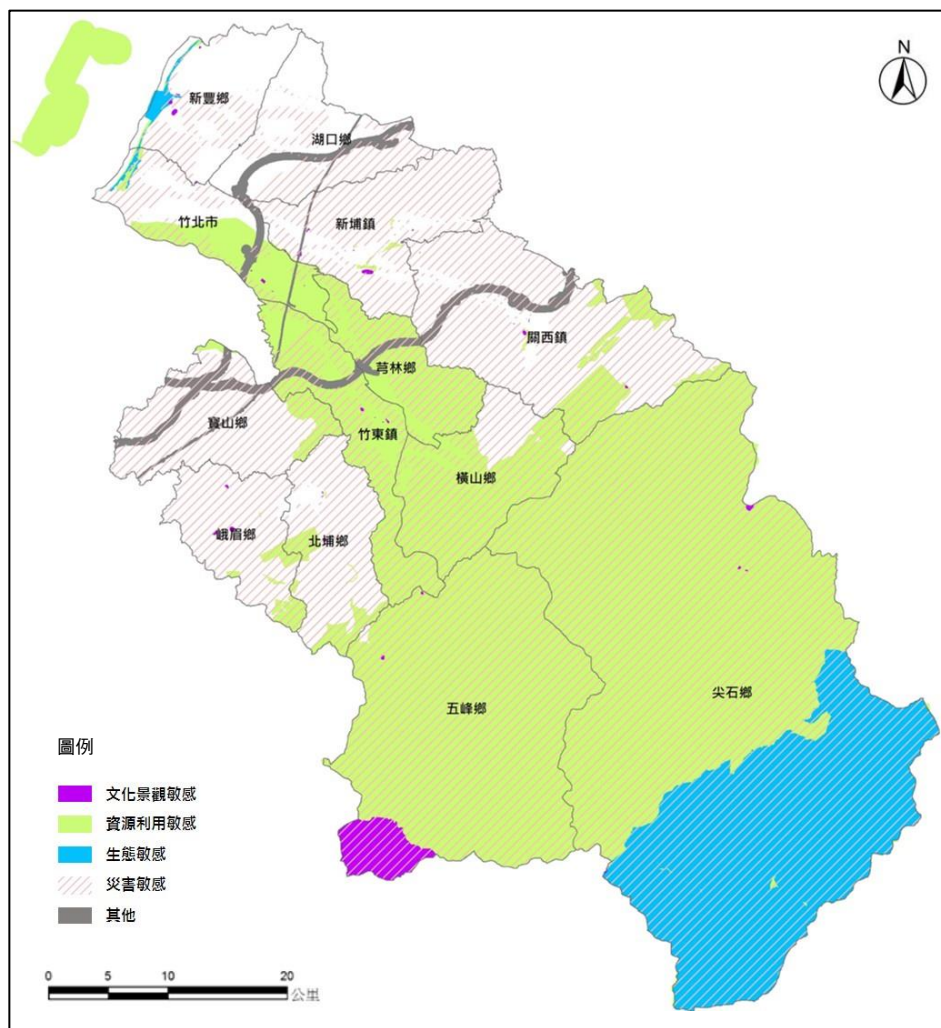 N
新豐鄉
湖口鄉
竹北市
新埔鎮
關西鎮
芎林鄉
寶山鄉
竹東鎮
橫山鄉
峨眉鄉
北埔鄉
五峰鄉
尖石鄉
圖例
文化景觀敏感
資源利用敏感
生態敏感
災害敏感
其他
0 5 10 20
公里